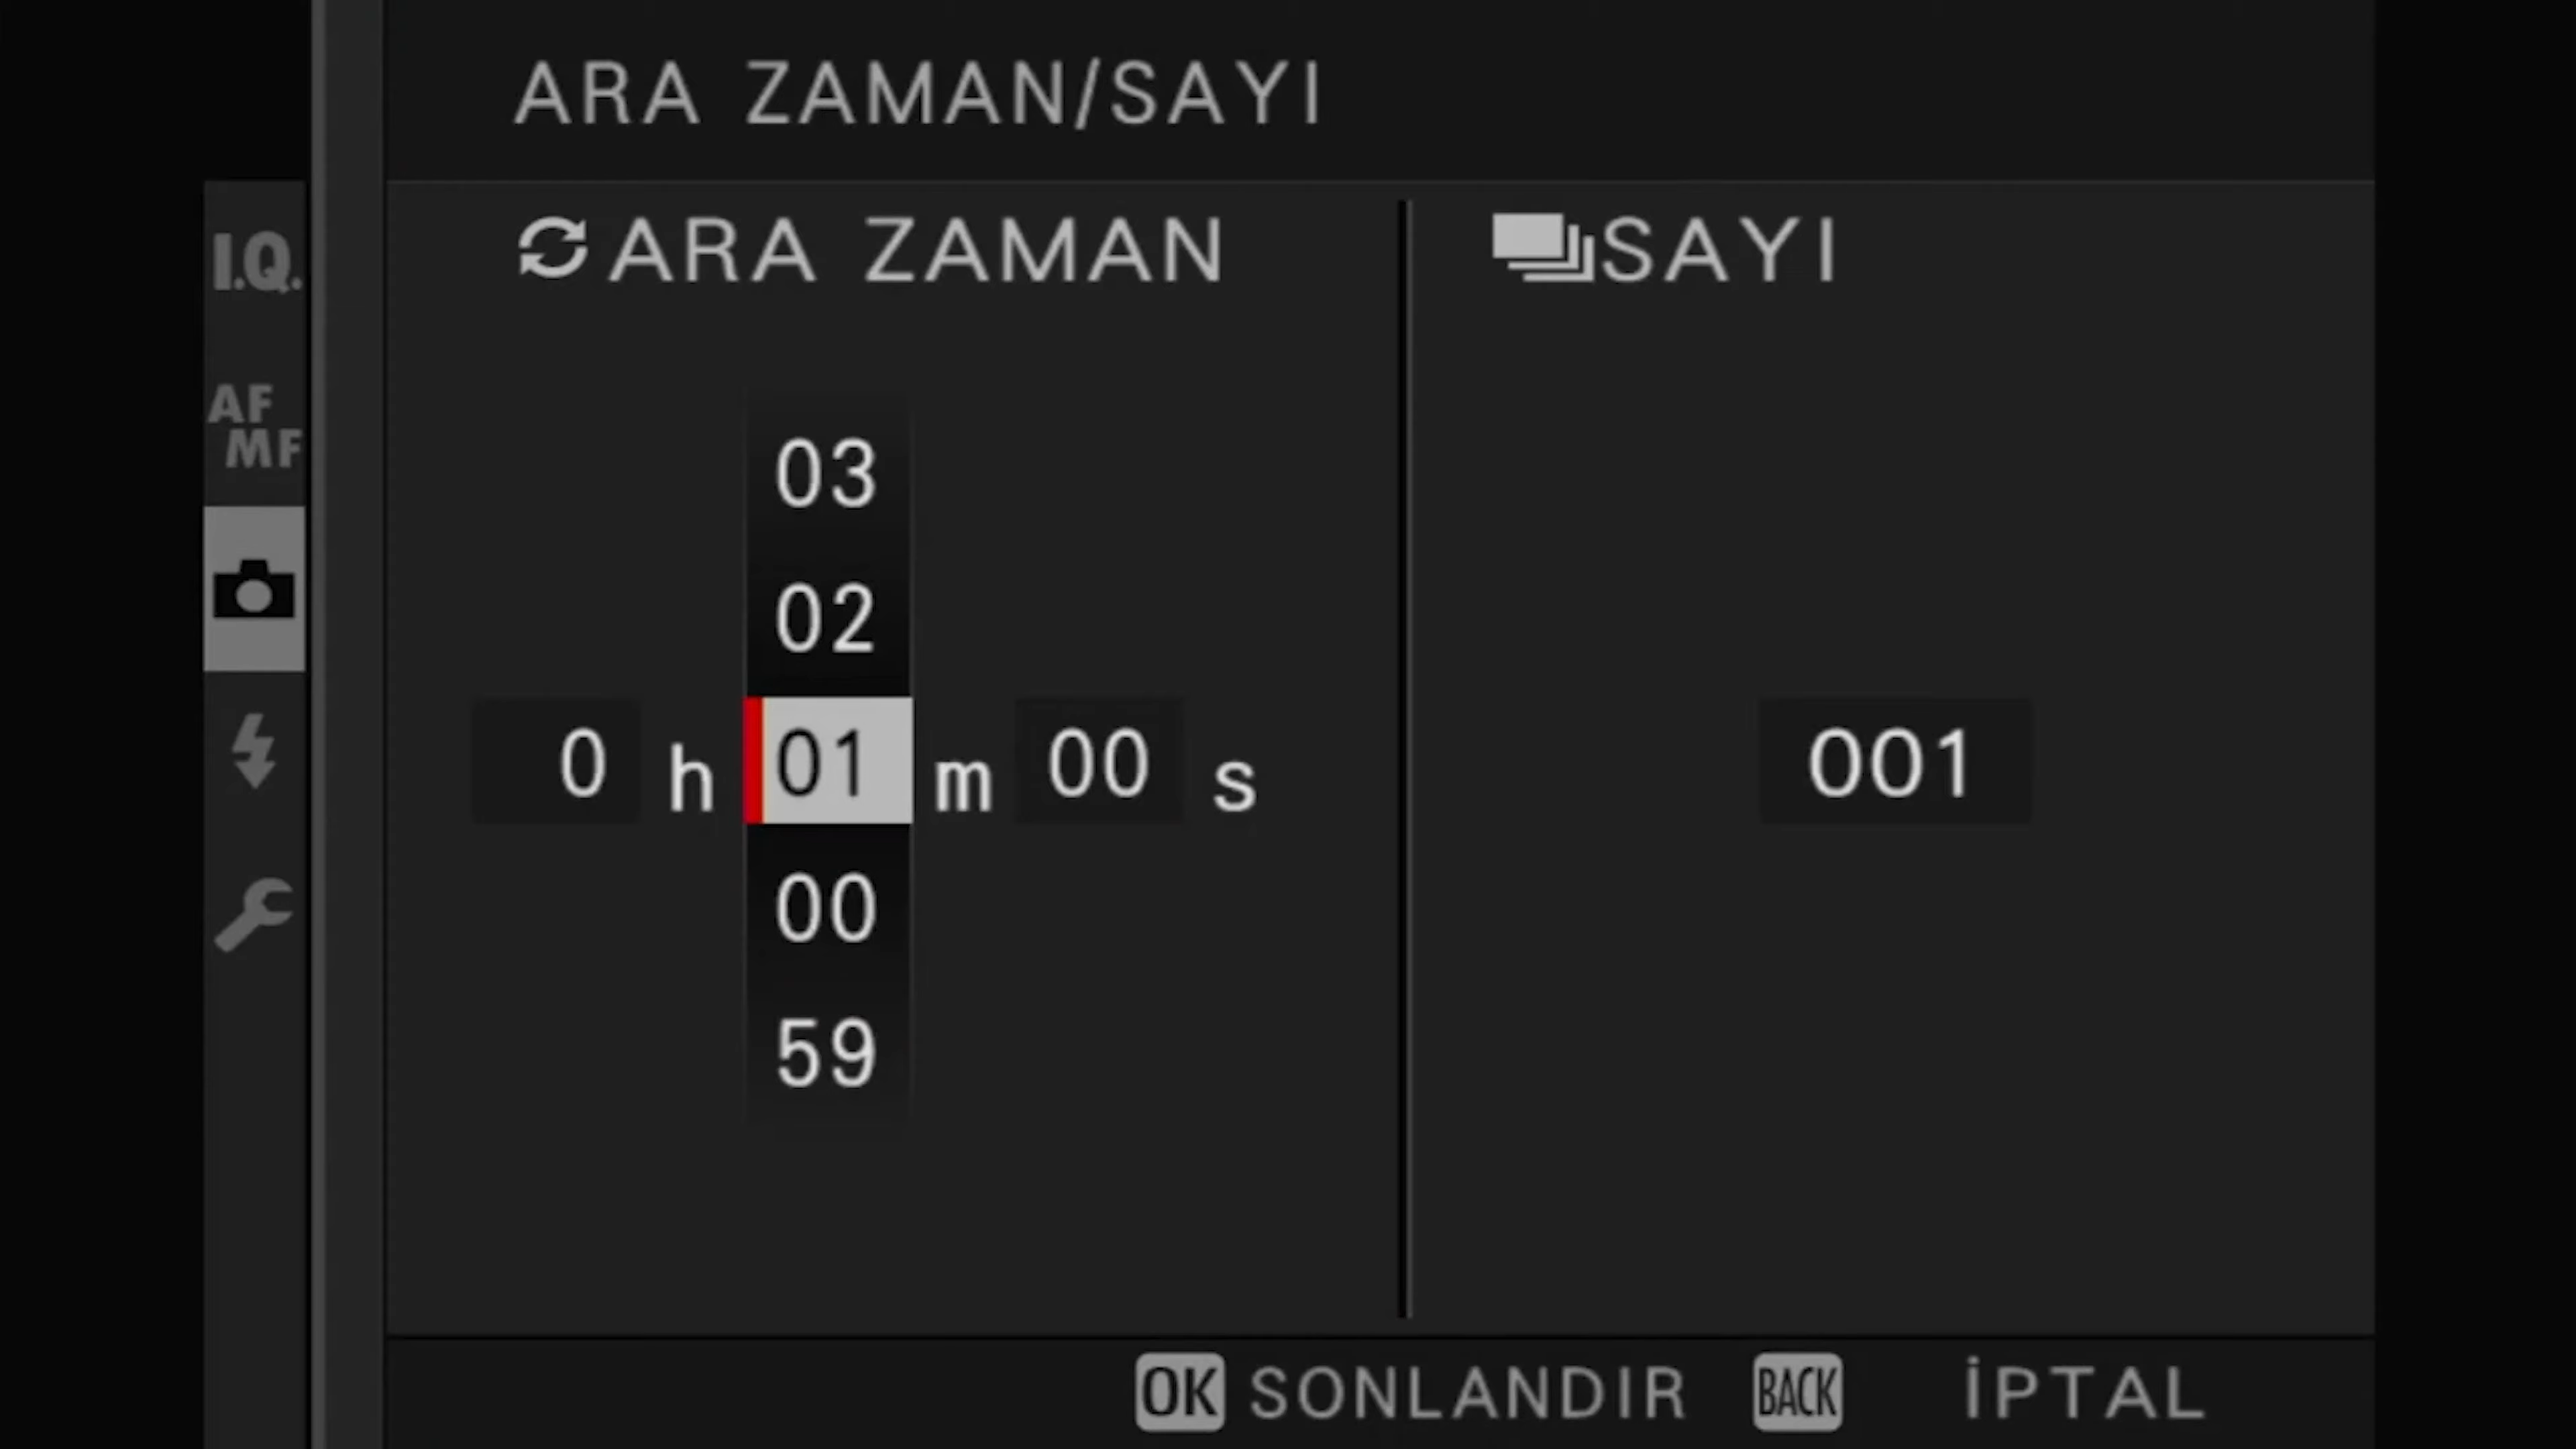 ARA ZAMAN/SAYI
I.Q.
AF
MF
ARA ZAMAN
SAYI
03
02
0 h 01 m 00 s
001
00
59
OK SONLANDIR BACK İPTAL